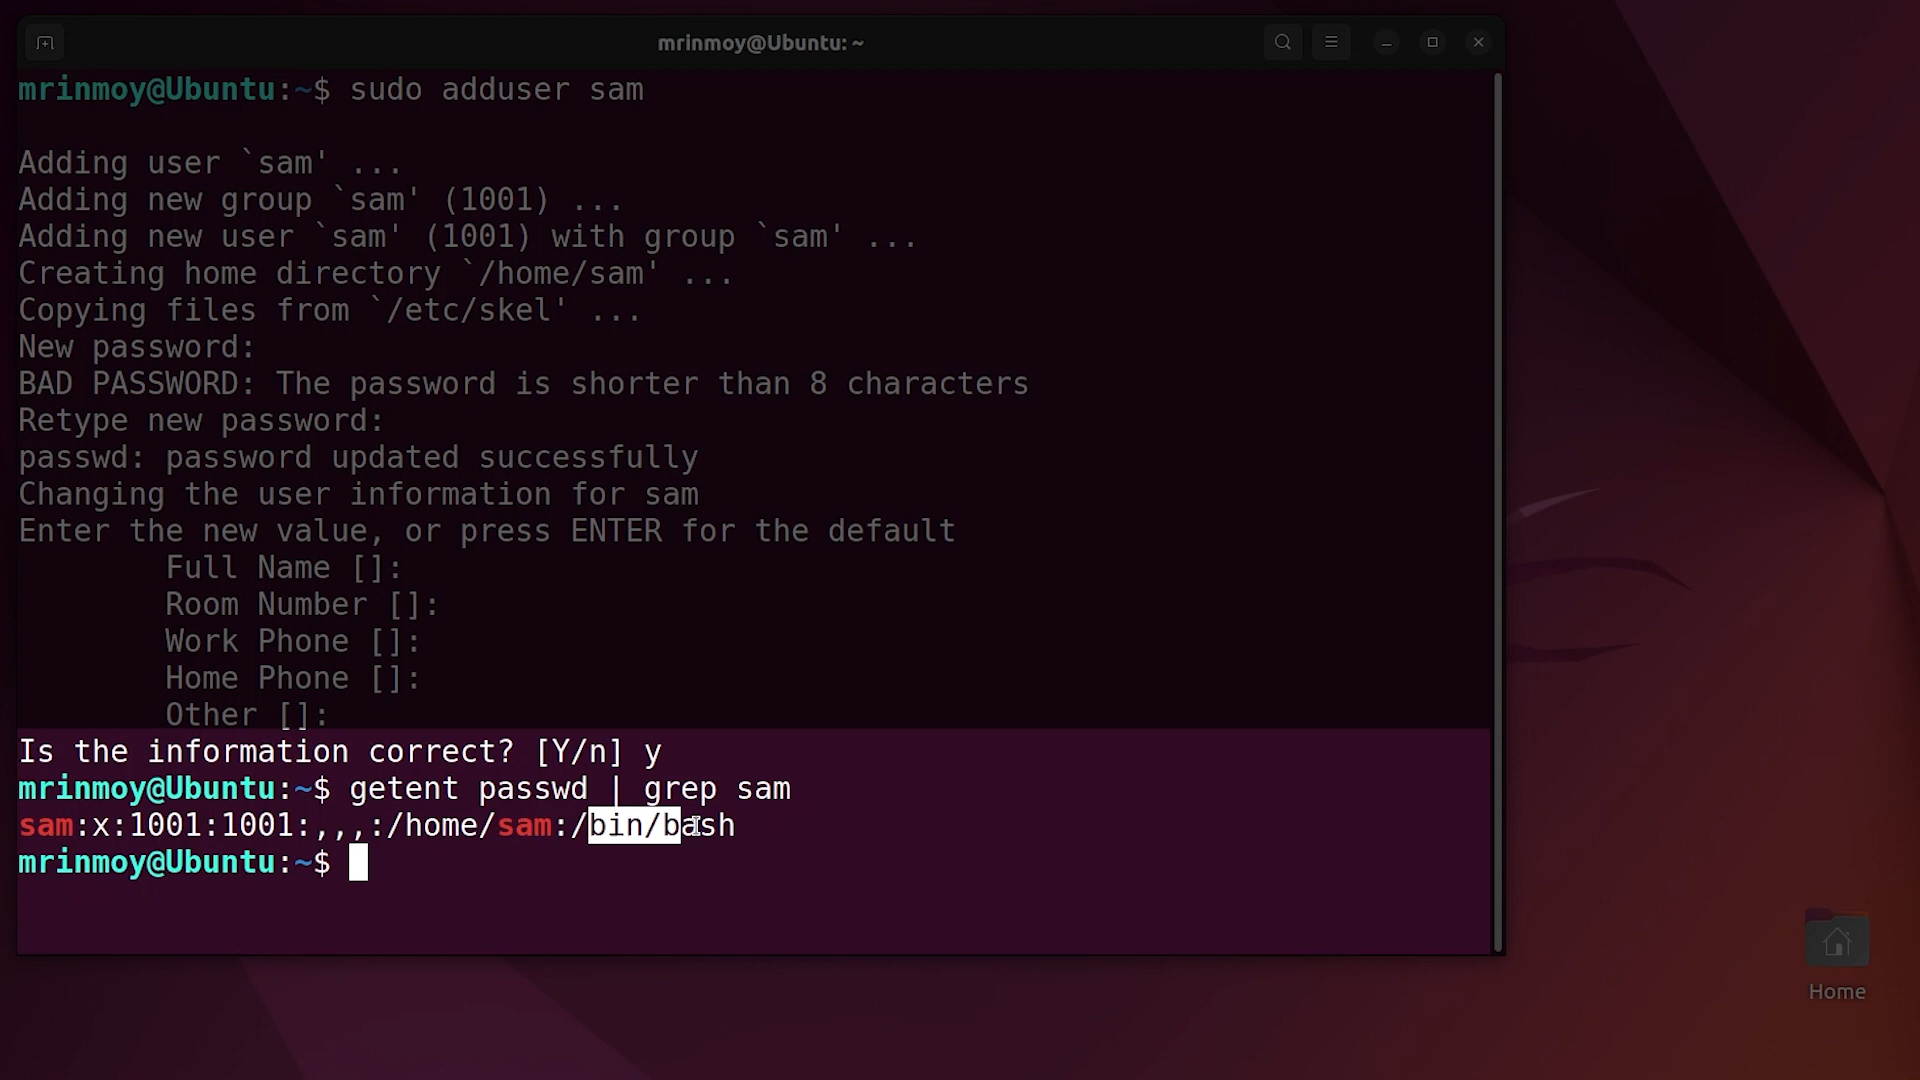 mrinmoy@Ubuntu: ~
mrinmoy@Ubuntu:~$ sudo adduser sam
Adding user `sam' ...
Adding new group `sam' (1001) ...
Adding new user `sam' (1001) with group `sam' ...
Creating home directory `/home/sam' ...
Copying files from `/etc/skel' ...
New password:
BAD PASSWORD: The password is shorter than 8 characters
Retype new password:
passwd: password updated successfully
Changing the user information for sam
Enter the new value, or press ENTER for the default
Full Name []:
Room Number []:
Work Phone []:
Home Phone []:
Other []:
Is the information correct? [Y/n] y
mrinmoy@Ubuntu:~$ getent passwd | grep sam
sam:x:1001:1001:,,,:/home/sam:/bin/bash
mrinmoy@Ubuntu:~$
Home